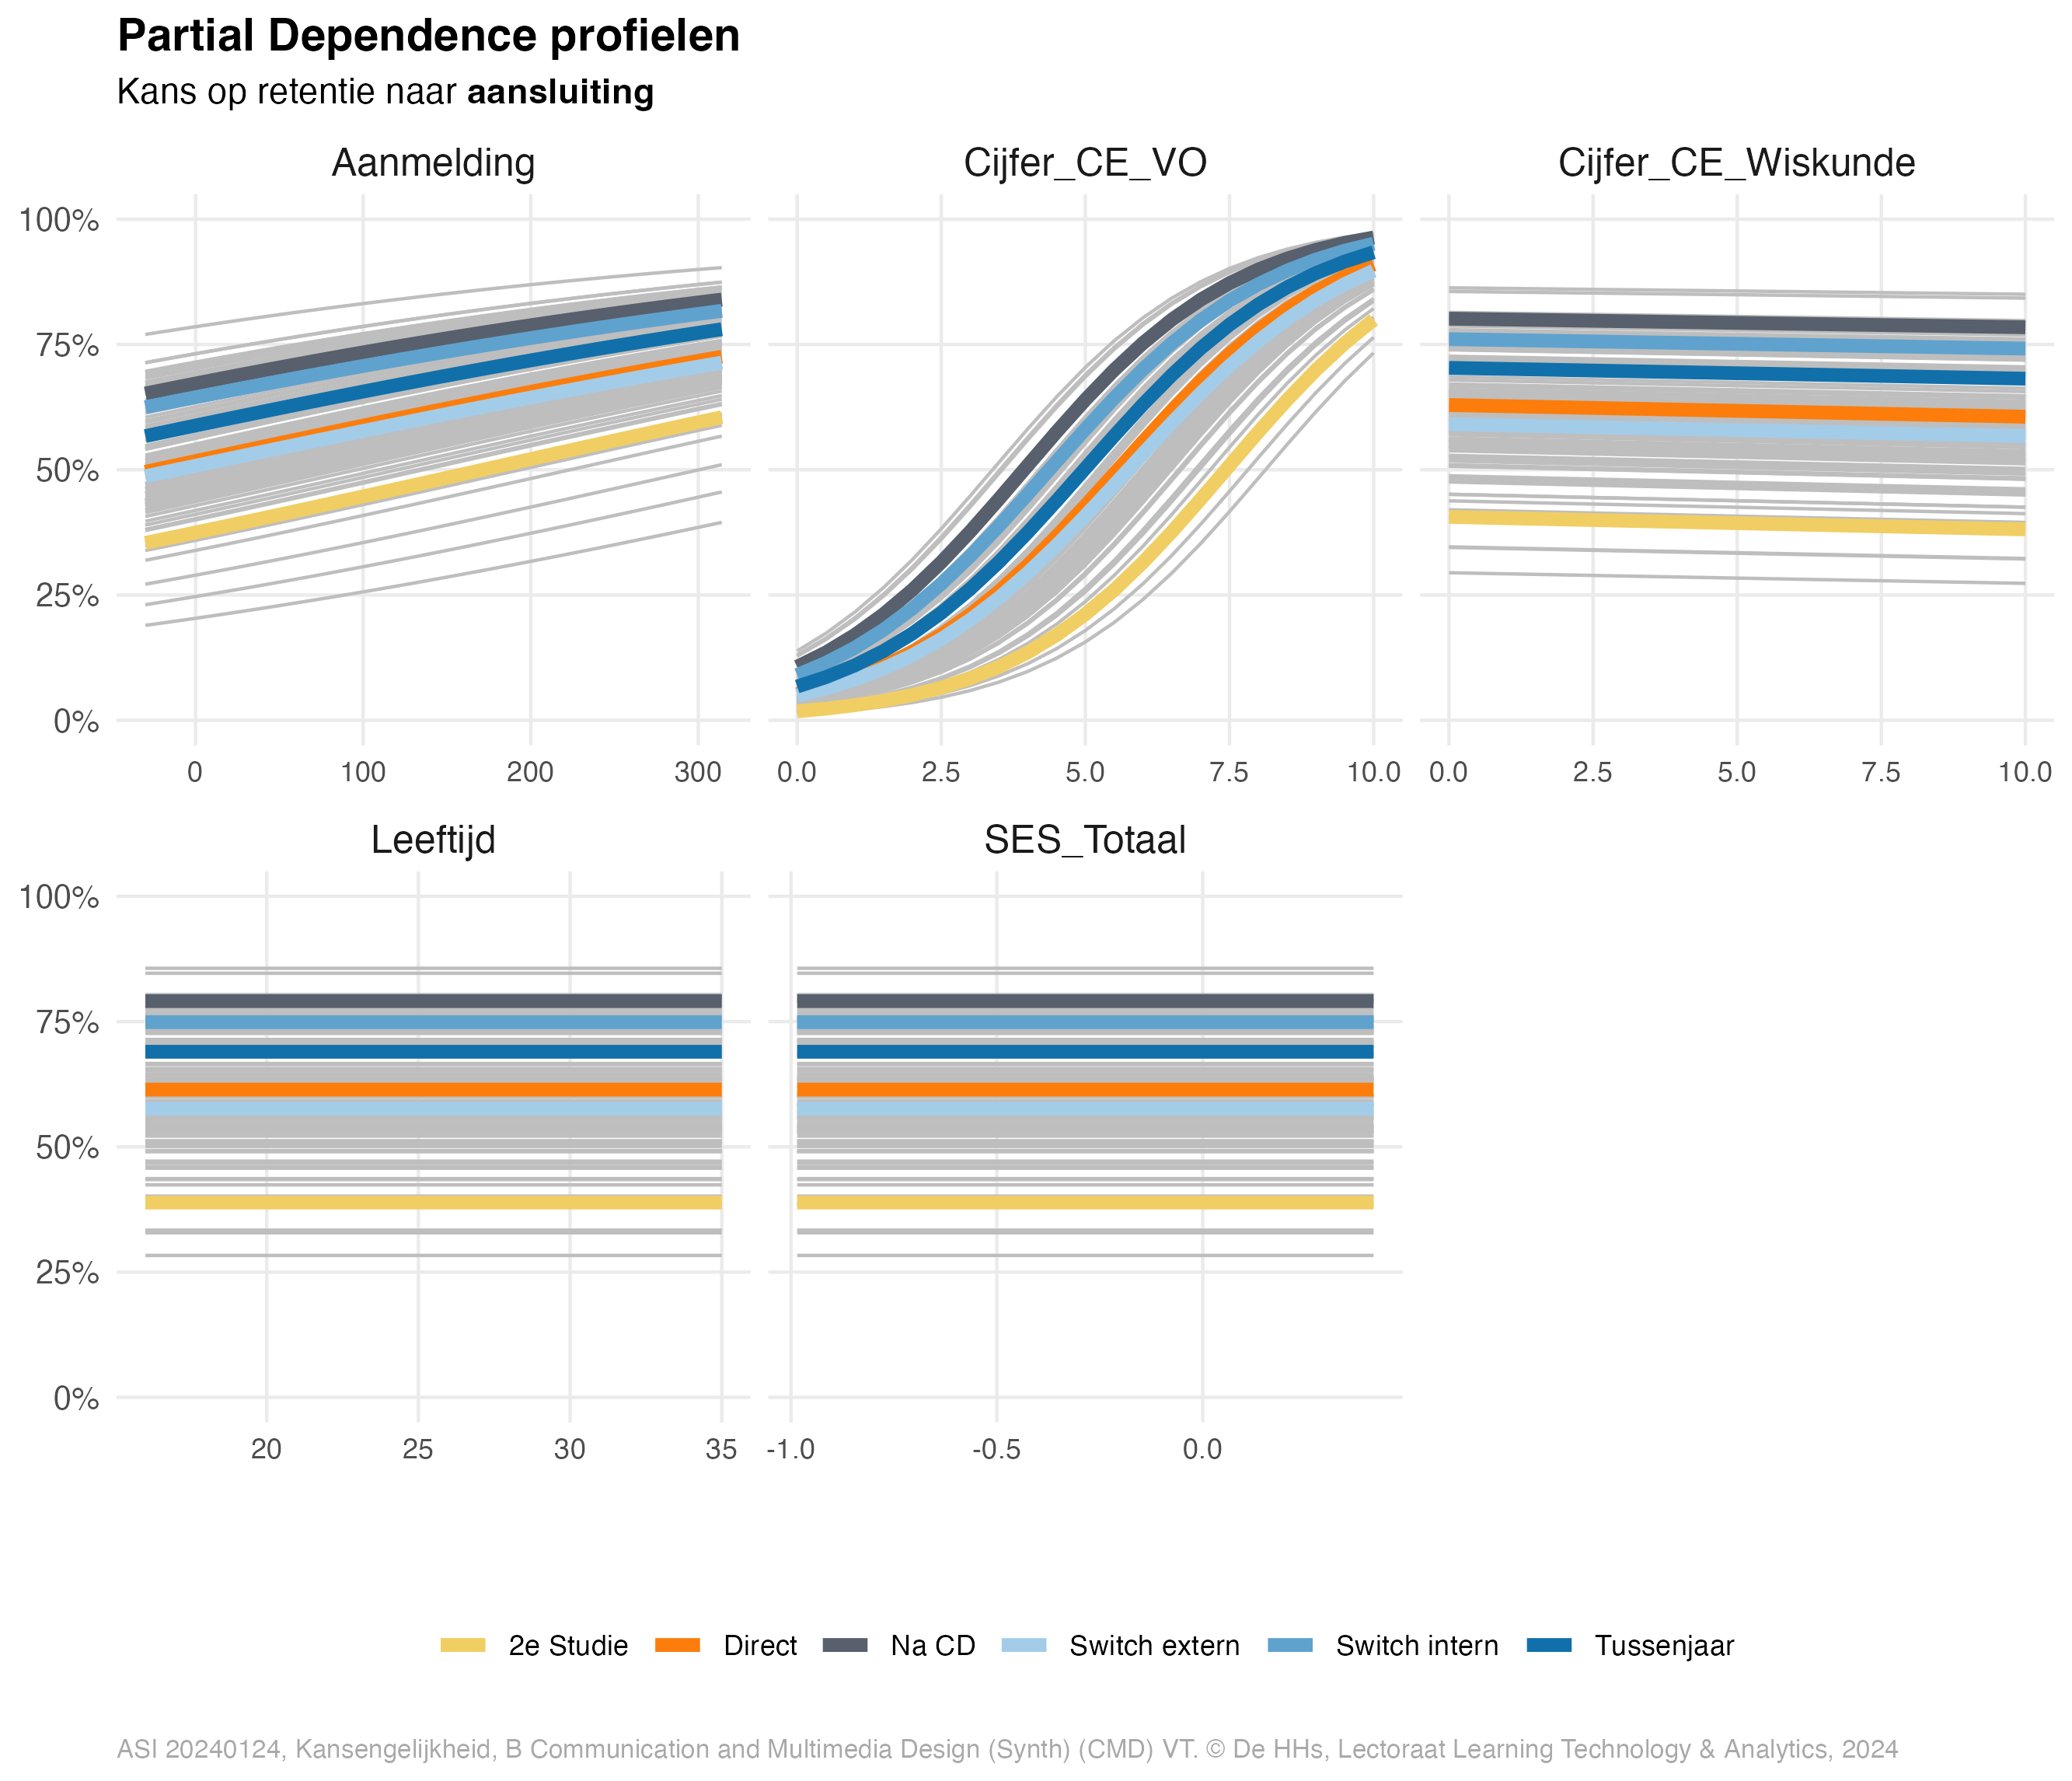 Partial Dependence profielen
Kans op retentie naar aansluiting
Aanmelding
Cijfer_CE_VO
Cijfer_CE_Wiskunde
100%
75%
50%
25%
0%
0 100 200 300
0.0 2.5 5.0 7.5 10.0
0.0 2.5 5.0 7.5 10.0
Leeftijd
SES_Totaal
100%
75%
50%
25%
0%
20 25 30 35
-1.0 -0.5 0.0
2e Studie Direct Na CD Switch extern Switch intern Tussenjaar
ASI 20240124, Kansengelijkheid, B Communication and Multimedia Design (Synth) (CMD) VT. © De HHs, Lectoraat Learning Technology & Analytics, 2024